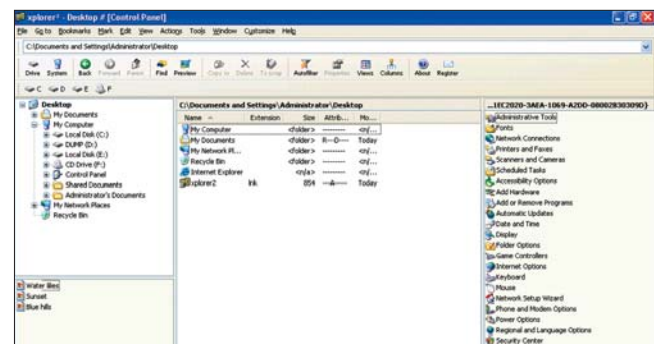 xplorer² - Desktop # [Control Panel]
File Goto Bookmarks Mark Edit View Actions Tools Window Customize Help
C:\Documents and Settings\Administrator\Desktop
Drive System Back Forward Parent Find Preview Copy to Delete To scrap Autofilter Properties Views Columns About Register
C D E F
Desktop
My Documents
My Computer
Local Disk (C:)
DUMP (D:)
Local Disk (E:)
CD Drive (F:)
Control Panel
Shared Documents
Administrator's Documents
My Network Places
Recycle Bin
Water lilies
Sunset
Blue hills
C:\Documents and Settings\Administrator\Desktop
Name Extension Size Attrib... Mo...
My Computer <folder> --------- <n/...
My Documents <folder> R---D---- Today
My Network Pl... <folder> --------- <n/...
Recycle Bin <folder> --------- <n/...
Internet Explorer <n/a> --------- <n/...
xplorer2 lnk 854 ---A---- Today
...1EC2020-3AEA-1069-A2DD-08002B30309D}
Administrative Tools
Fonts
Network Connections
Printers and Faxes
Scanners and Cameras
Scheduled Tasks
Accessibility Options
Add Hardware
Add or Remove Programs
Automatic Updates
Date and Time
Display
Folder Options
Game Controllers
Internet Options
Keyboard
Mouse
Network Setup Wizard
Phone and Modem Options
Power Options
Regional and Language Options
Security Center